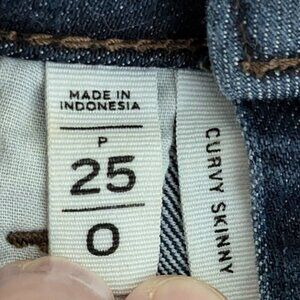 MADE IN
INDONESIA
P
25
0
CURVY SKINNY